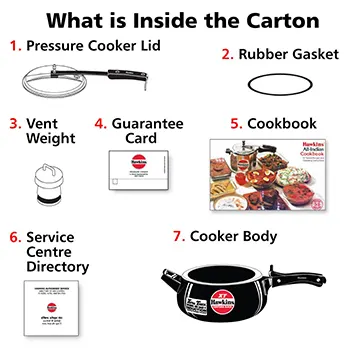 What is Inside the Carton
1. Pressure Cooker Lid
2. Rubber Gasket
3. Vent
Weight
4. Guarantee
Card
5. Cookbook
Hawkins
All-Indian
Cookbook
6. Service
Centre
Directory
7. Cooker Body
Hawkins